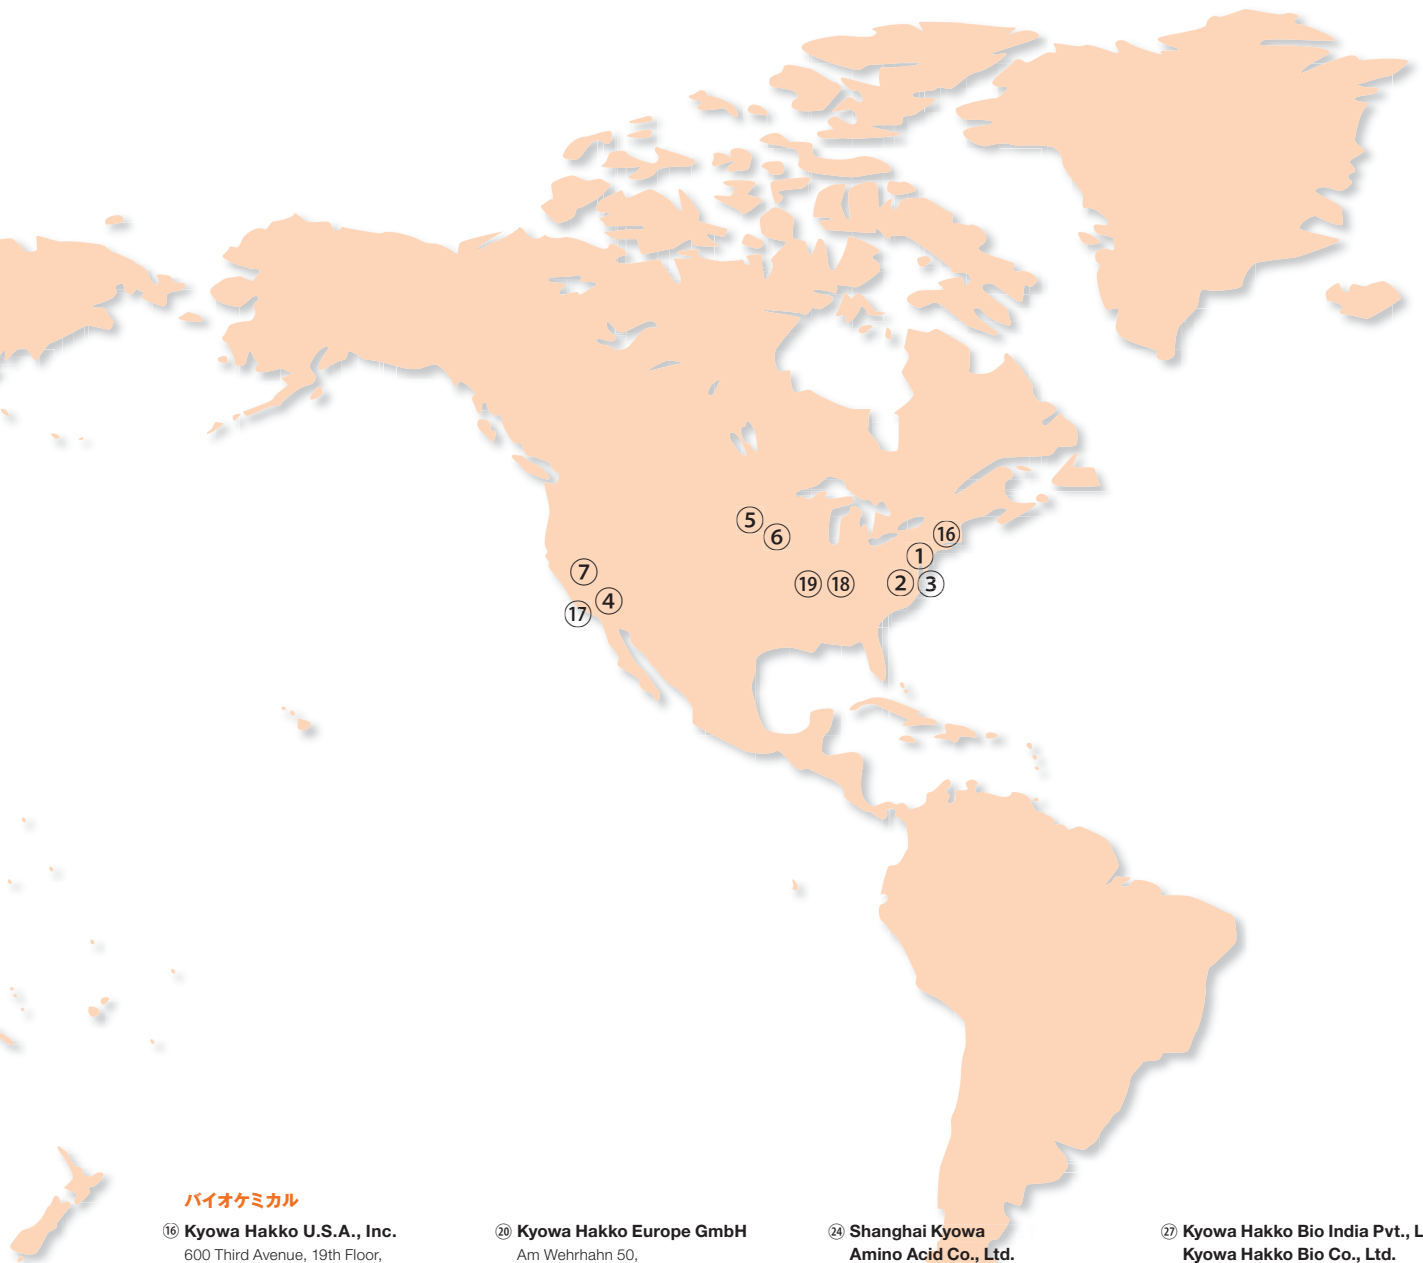 ⑤
⑥
⑯
①
⑦
⑲
⑱
②
③
④
⑰
バイオケミカル
⑯ Kyowa Hakko U.S.A., Inc.
600 Third Avenue, 19th Floor,
⑳ Kyowa Hakko Europe GmbH
Am Wehrhahn 50,
㉔ Shanghai Kyowa
Amino Acid Co., Ltd.
㉗ Kyowa Hakko Bio India Pvt., L
Kyowa Hakko Bio Co., Ltd.